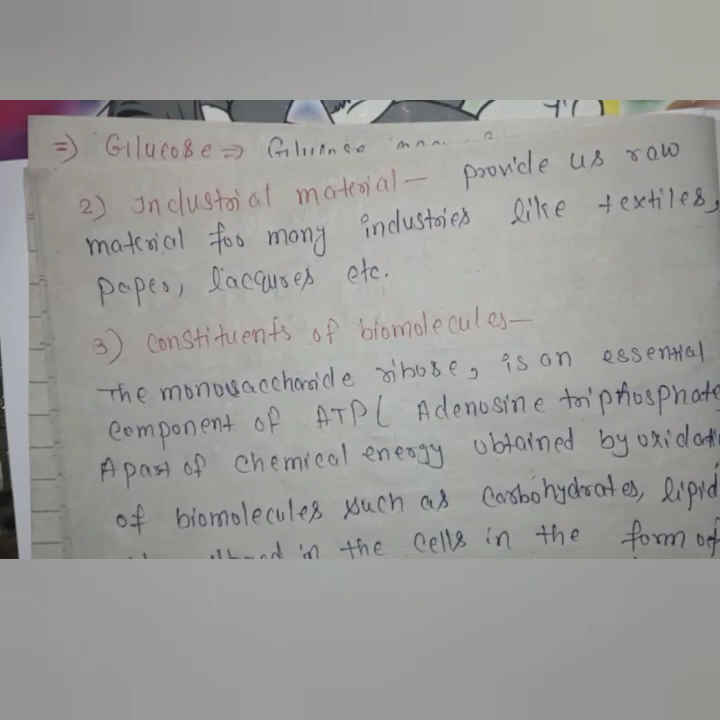 ⇒ Glucose ⇒
2) Industrial material — provide us raw
material for many industries like textiles,
paper, lacqures etc.
3) constituents of biomolecules —
The monosaccharide ribose, is an essential
component of ATP ( Adenosine triphosphate
A part of chemical energy obtained by oxidati
of biomolecules such as carbohydrates, lipid
in the cells in the form of